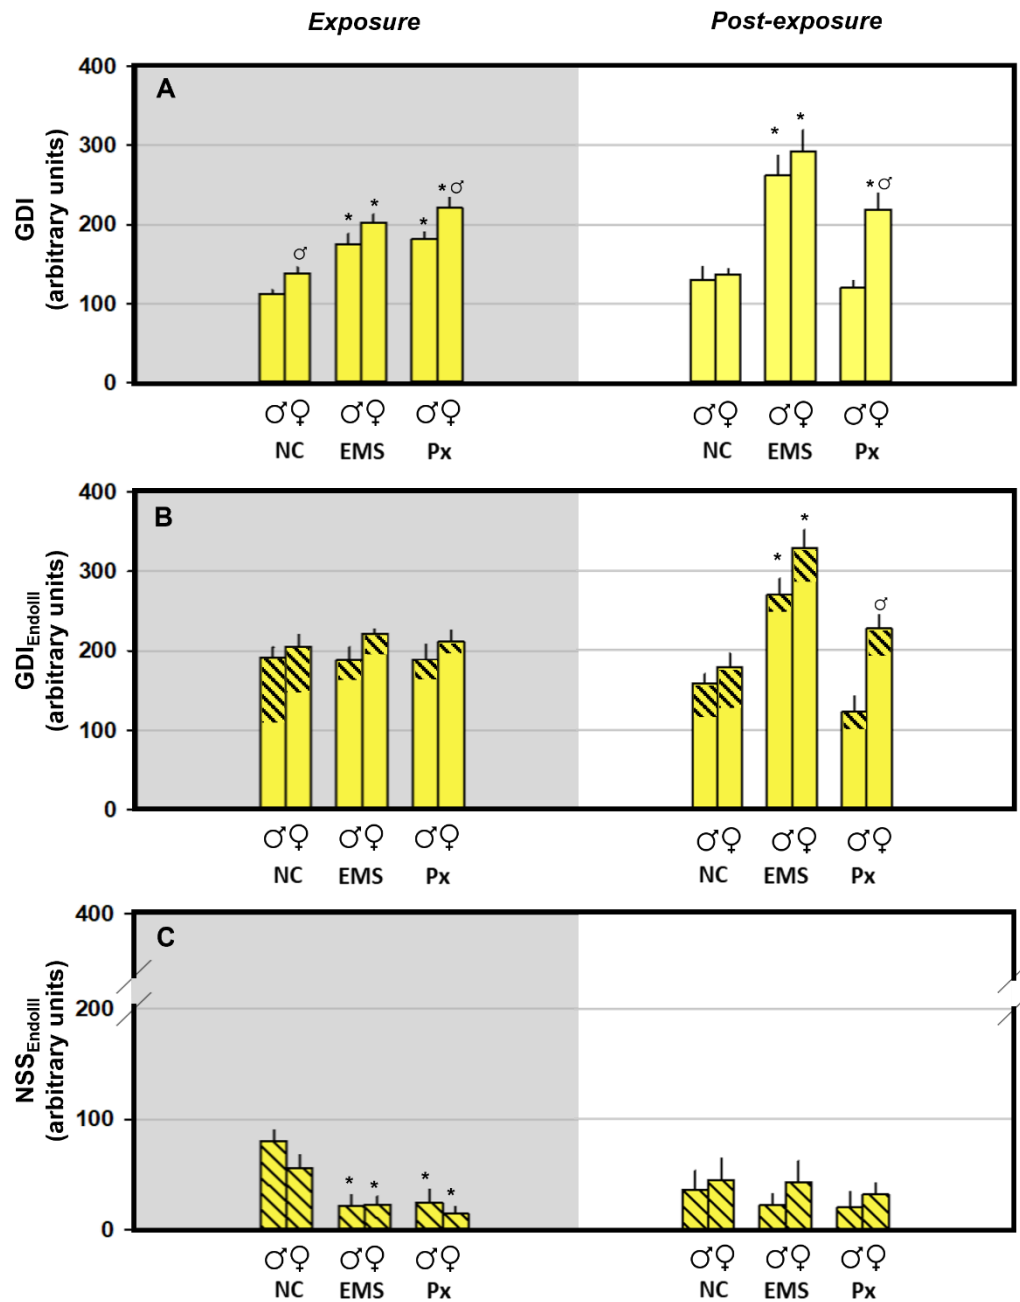 Exposure Post-exposure
A
GDI
(arbitrary units)
400
300
200
100
0
♂
*
*
*
*♂
*
*
*♂
♂♀ ♂♀ ♂♀ ♂♀ ♂♀ ♂♀
NC EMS Px NC EMS Px
B
GDIEndoIII
(arbitrary units)
400
300
200
100
0
*
*
♂
♂♀ ♂♀ ♂♀ ♂♀ ♂♀ ♂♀
NC EMS Px NC EMS Px
C
NSSEndoIII
(arbitrary units)
400
200
100
0
*
*
*
*
♂♀ ♂♀ ♂♀ ♂♀ ♂♀ ♂♀
NC EMS Px NC EMS Px